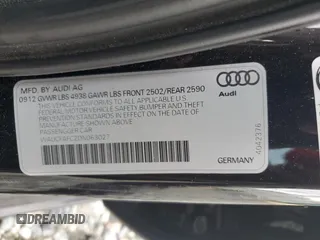 MFD. BY AUDI AG
0912 GVWR LBS 4938 GAWR LBS FRONT 2502/REAR 2590
THIS VEHICLE CONFORMS TO ALL APPLICABLE U.S.
FEDERAL MOTOR VEHICLE SAFETY, BUMPER AND THEFT
PREVENTION STANDARDS IN EFFECT ON THE DATE OF
MANUFACTURE SHOWN ABOVE
PASSENGER CAR
Audi
GERMANY
DREAMBID.COM